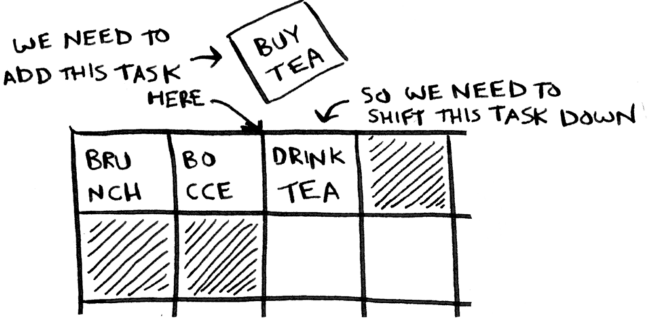 WE NEED TO
ADD THIS TASK
HERE
BUY
TEA
SO WE NEED TO
SHIFT THIS TASK DOWN
BRU
NCH
BO
CCE
DRINK
TEA